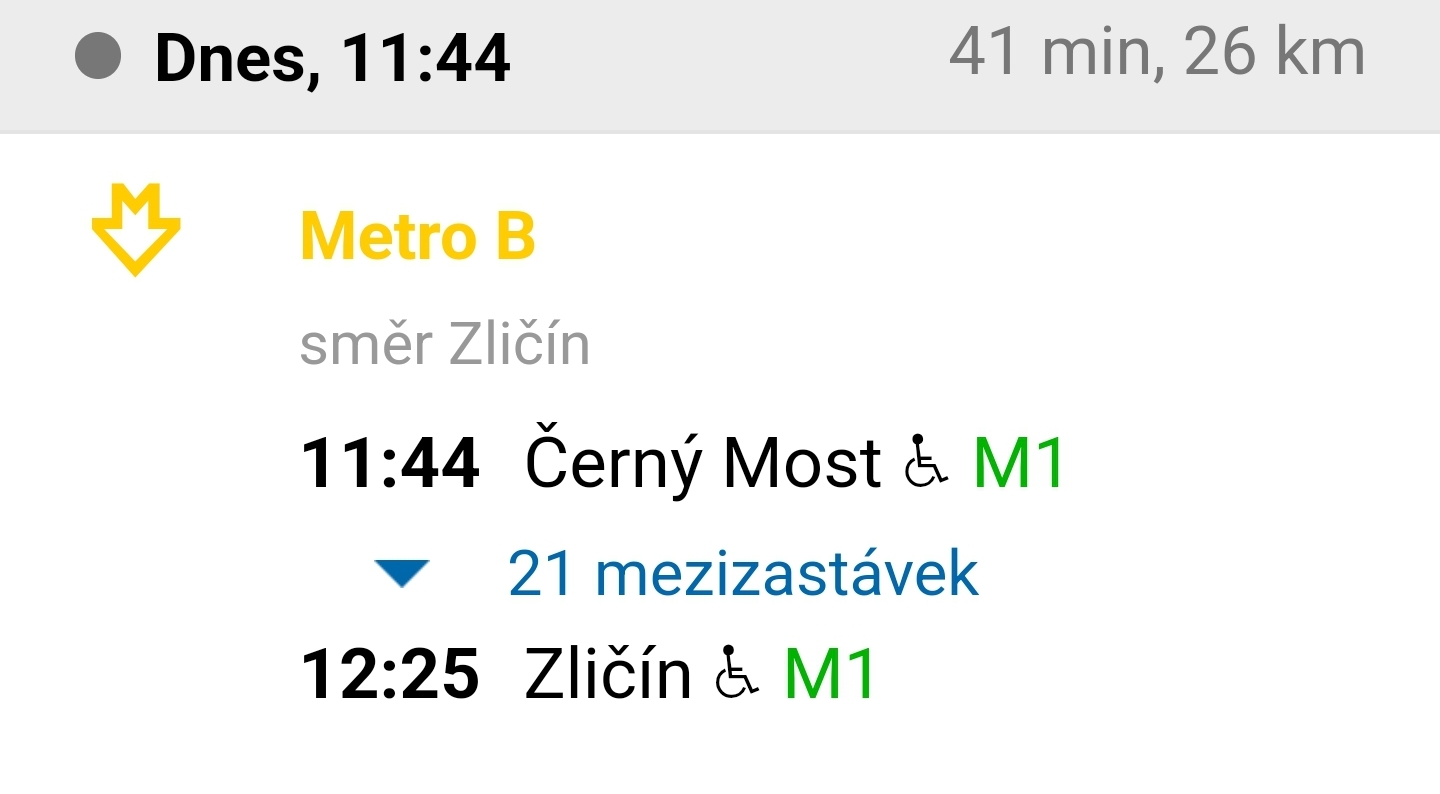 Dnes, 11:44 41 min, 26 km
Metro B
směr Zličín
11:44 Černý Most ♿ M1
21 mezizastávek
12:25 Zličín ♿ M1